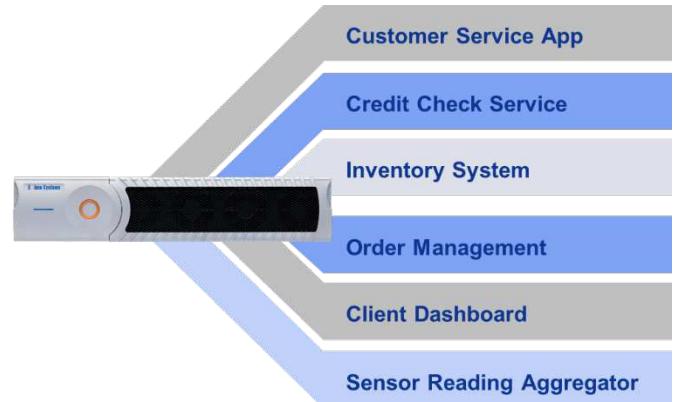 Customer Service App
Credit Check Service
Inventory System
Order Management
Client Dashboard
Sensor Reading Aggregator